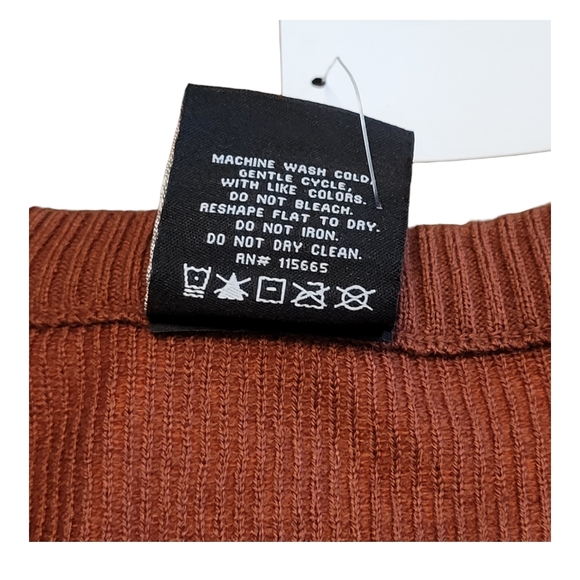 MACHINE WASH COLD,
GENTLE CYCLE,
WITH LIKE COLORS.
DO NOT BLEACH.
RESHAPE FLAT TO DRY.
DO NOT IRON.
DO NOT DRY CLEAN.
RN# 115665